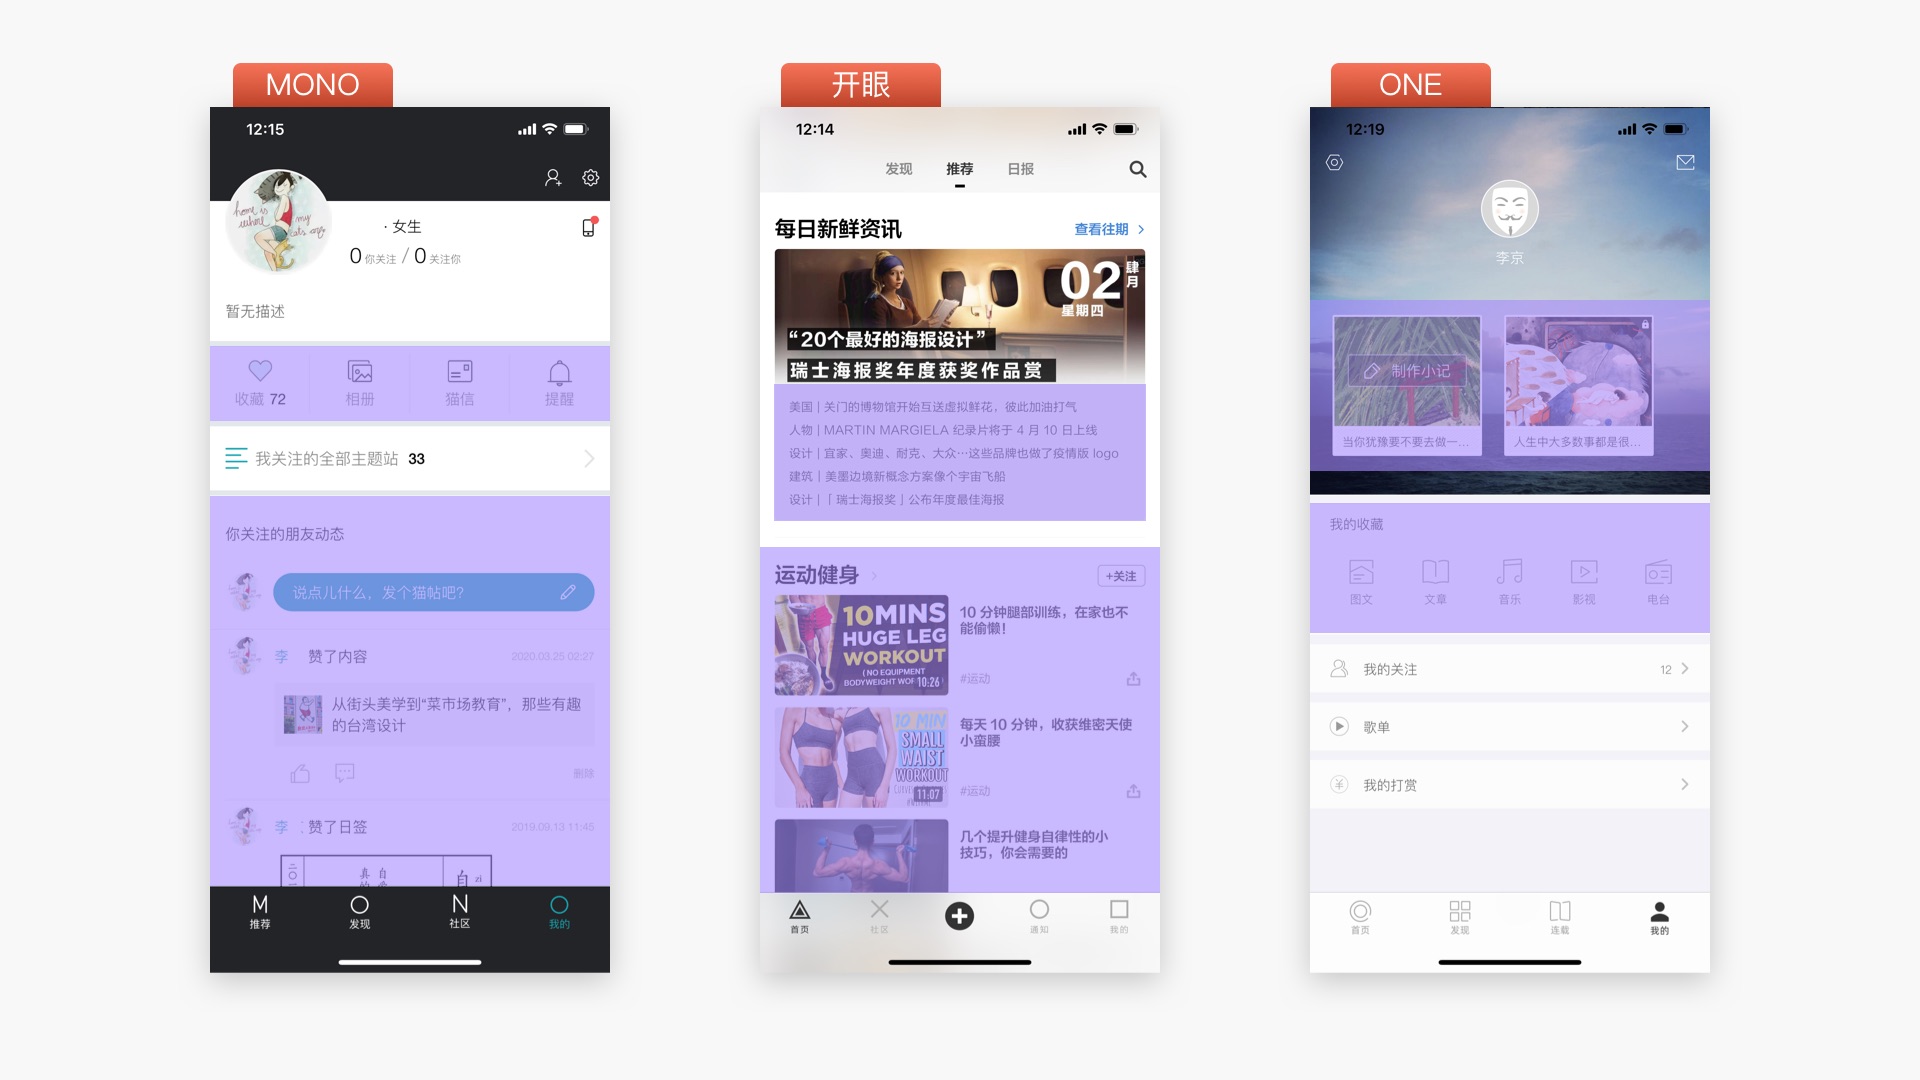 MONO
12:15
· 女生
0 你关注 / 0 关注你
暂无描述
收藏 72
相册
猫信
提醒
我关注的全部主题站 33
你关注的朋友动态
说点儿什么，发个猫帖吧?
李 赞了内容
2020.03.25 02:27
从街头美学到“菜市场教育”，那些有趣
的台湾设计
删除
李 赞了日签
2019.09.13 11:45
自
zi
M
推荐
发现
N
社区
我的
开眼
12:14
发现
推荐
日报
每日新鲜资讯
查看往期
02
肆月
星期四
“20个最好的海报设计”
瑞士海报奖年度获奖作品赏
美国 | 关门的博物馆开始互送虚拟鲜花，彼此加油打气
人物 | MARTIN MARGIELA 纪录片将于 4 月 10 日上线
设计 | 宜家、奥迪、耐克、大众…这些品牌也做了疫情版 logo
建筑 | 美墨边境新概念方案像个宇宙飞船
设计 | 「瑞士海报奖」公布年度最佳海报
运动健身
+关注
10MINS
HUGE LEG
WORKOUT
( NO EQUIPMENT
BODYWEIGHT WOR
10:26
10 分钟腿部训练，在家也不
能偷懒！
#运动
10 MIN
SMALL
WAIST
WORKOUT
11:07
每天 10 分钟，收获维密天使
小蛮腰
#运动
几个提升健身自律性的小
技巧，你会需要的
首页
社区
通知
我的
ONE
12:19
李京
制作小记
当你犹豫要不要去做一...
人生中大多数事都是很...
我的收藏
图文
文章
音乐
影视
电台
我的关注
12
歌单
我的打赏
首页
发现
连载
我的